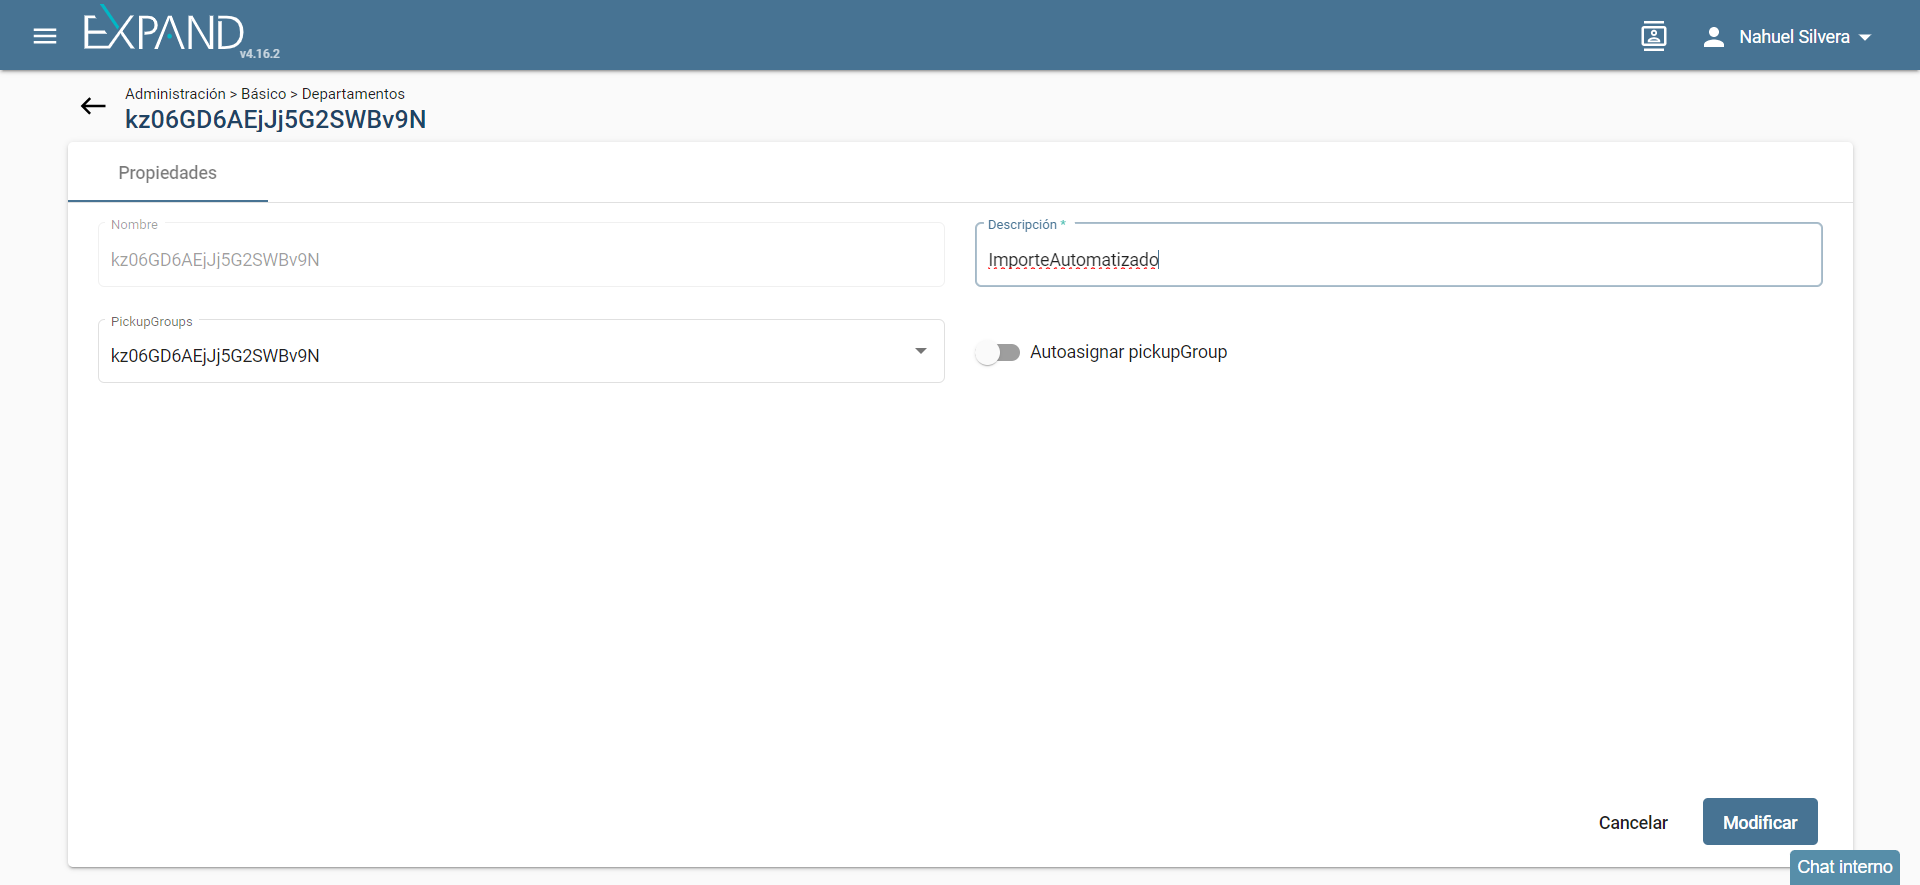 EXPAND
v4.16.2
Nahuel Silvera
Administración > Básico > Departamentos
kz06GD6AEjJj5G2SWBv9N
Propiedades
Nombre
kz06GD6AEjJj5G2SWBv9N
Descripción *
ImporteAutomatizado
PickupGroups
kz06GD6AEjJj5G2SWBv9N
Autoasignar pickupGroup
Cancelar
Modificar
Chat interno